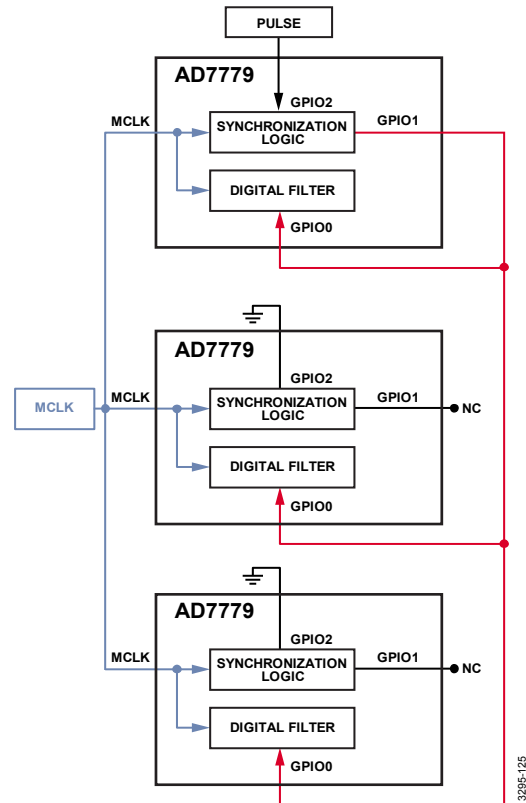 PULSE
AD7779
GPIO2
MCLK
SYNCHRONIZATION
LOGIC
GPIO1
DIGITAL FILTER
GPIO0
AD7779
GPIO2
MCLK
MCLK
SYNCHRONIZATION
LOGIC
GPIO1
NC
DIGITAL FILTER
GPIO0
AD7779
GPIO2
MCLK
SYNCHRONIZATION
LOGIC
GPIO1
NC
DIGITAL FILTER
GPIO0
3295-125